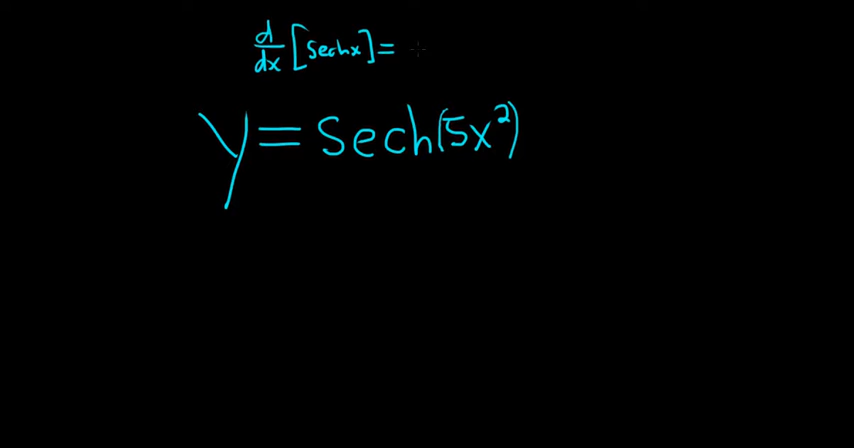 d/dx [sechx] =
y = Sech(5x²)